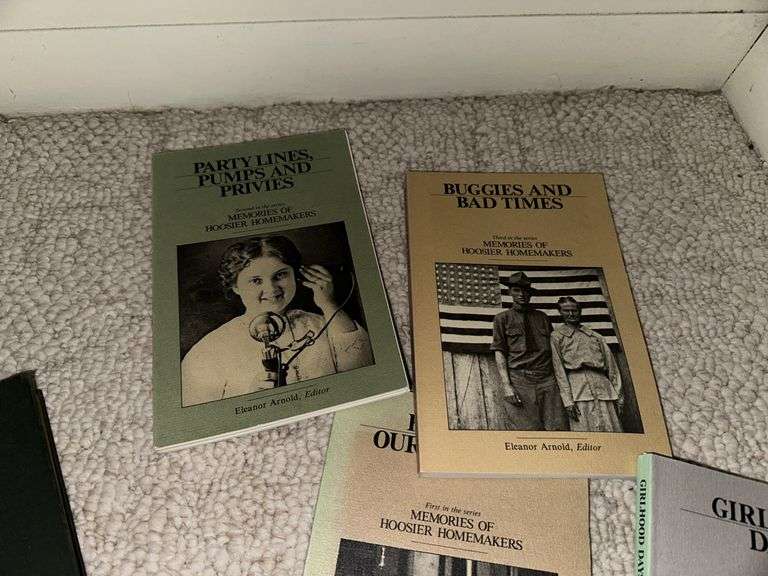 PARTY LINES,
PUMPS AND
PRIVIES
Second in the series
MEMORIES OF
HOOSIER HOMEMAKERS
Eleanor Arnold, Editor
BUGGIES AND
BAD TIMES
Third in the series
MEMORIES OF
HOOSIER HOMEMAKERS
Eleanor Arnold, Editor
OUR
First in the series
MEMORIES OF
HOOSIER HOMEMAKERS
GIRLHOOD DAYS
GIRL
D